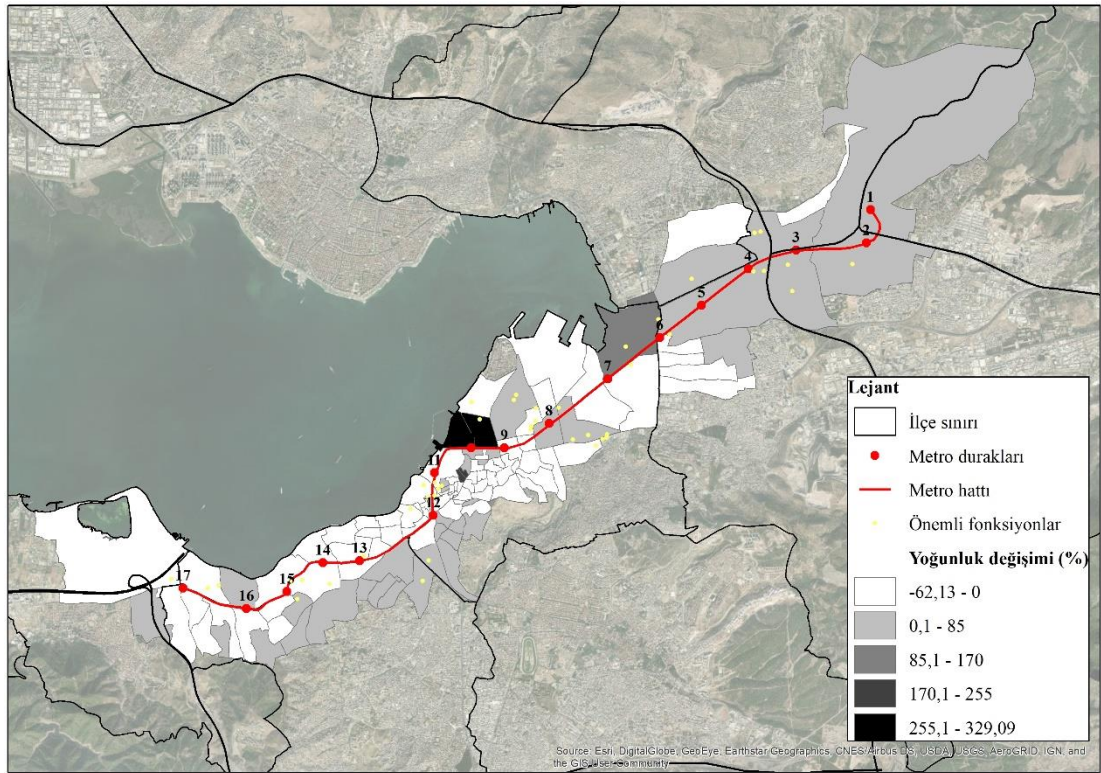 1
2
3
4
5
6
7
8
9
11
12
13
14
15
16
17
Lejant
İlçe sınırı
Metro durakları
Metro hattı
Önemli fonksiyonlar
Yoğunluk değişimi (%)
-62,13 - 0
0,1 - 85
85,1 - 170
170,1 - 255
255,1 - 329,09
Source: Esri, DigitalGlobe, GeoEye, Earthstar Geographics, CNES/Airbus DS, USDA, USGS, AeroGRID, IGN, and
the GIS User Community